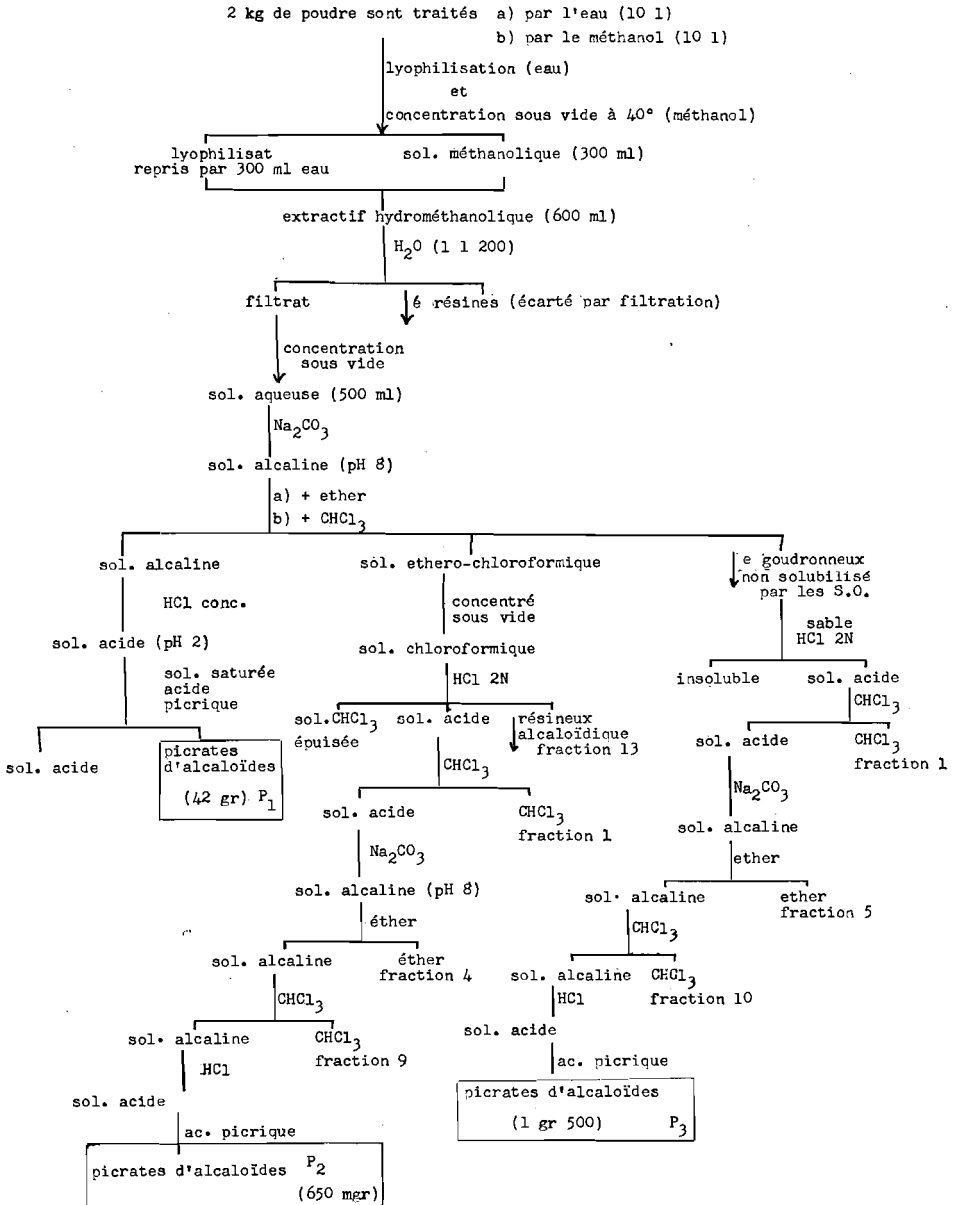 2 kg de poudre sont traités a) par l'eau (10 l)
b) par le méthanol (10 l)
lyophilisation (eau)
et
concentration sous vide à 40° (méthanol)
lyophilisat
repris par 300 ml eau
sol. méthanolique (300 ml)
extractif hydrométhanolique (600 ml)
H2O (1 l 200)
filtrat
é résines (écarté par filtration)
concentration
sous vide
sol. aqueuse (500 ml)
Na2CO3
sol. alcaline (pH 8)
a) + ether
b) + CHCl3
sol. alcaline
HCl conc.
sol. acide (pH 2)
sol. saturée
acide
picrique
sol. acide
picrates
d'alcaloïdes
(42 gr) P1
sol. ethero-chloroformique
concentré
sous vide
sol. chloroformique
HCl 2N
sol.CHCl3
épuisée
sol. acide
résineux
alcaloïdique
fraction 13
CHCl3
sol. acide
CHCl3
fraction 1
Na2CO3
sol. alcaline (pH 8)
éther
sol. alcaline
éther
fraction 4
CHCl3
sol. alcaline
CHCl3
fraction 9
HCl
sol. acide
ac. picrique
picrates d'alcaloïdes P2
(650 mgr)
e goudronneux
non solubilisé
par les S.O.
sable
HCl 2N
insoluble
sol. acide
CHCl3
sol. acide
CHCl3
fraction 1
Na2CO3
sol. alcaline
ether
sol. alcaline
ether
fraction 5
CHCl3
sol. alcaline
CHCl3
fraction 10
HCl
sol. acide
ac. picrique
picrates d'alcaloïdes
(1 gr 500) P3